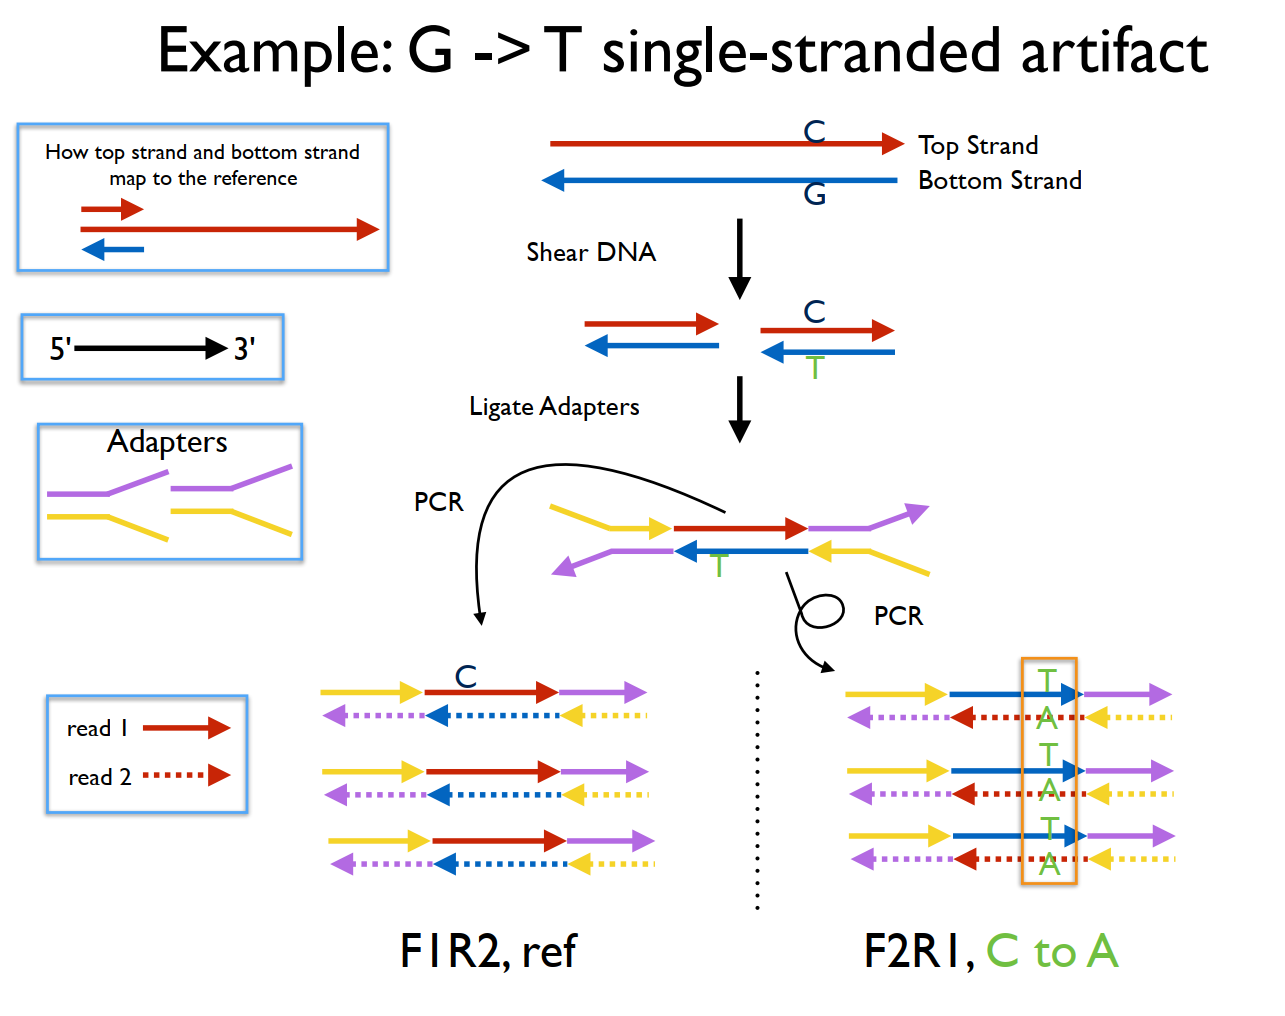 Example: G -> T single-stranded artifact
How top strand and bottom strand
map to the reference
C
Top Strand
Bottom Strand
G
Shear DNA
C
T
5' 3'
Ligate Adapters
Adapters
PCR
T
PCR
read 1
read 2
C
T
A
T
A
T
A
F1R2, ref
F2R1, C to A